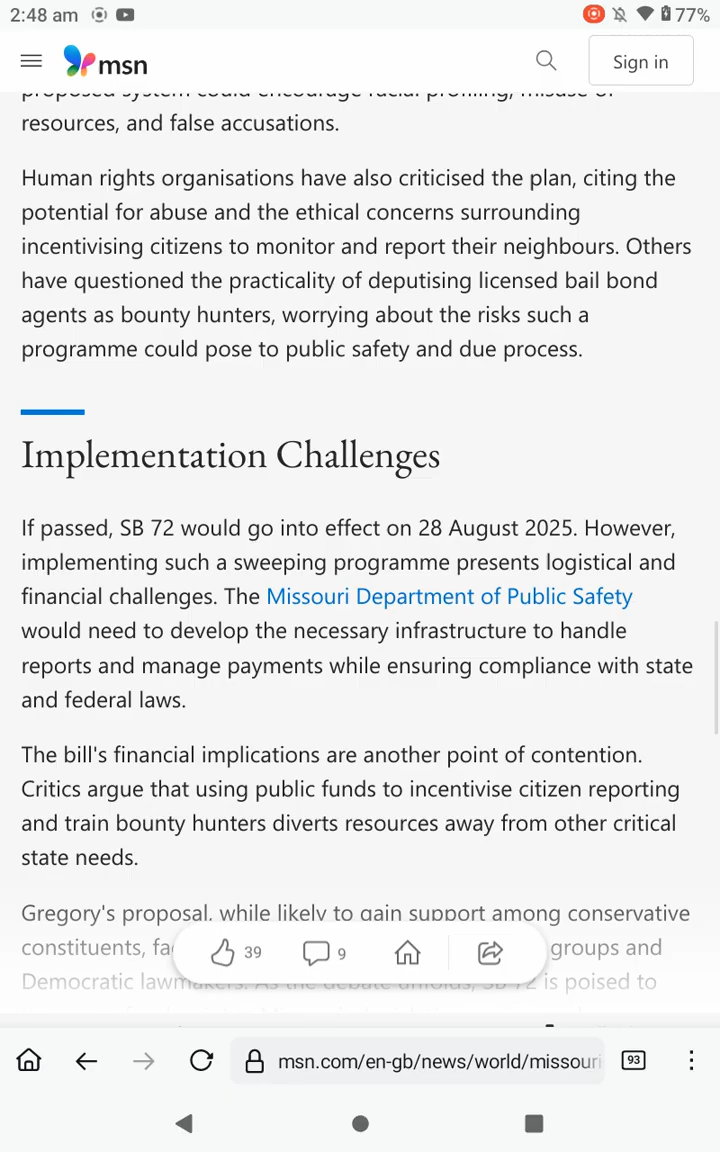 2:48 am
77%
msn
Sign in
resources, and false accusations.
Human rights organisations have also criticised the plan, citing the
potential for abuse and the ethical concerns surrounding
incentivising citizens to monitor and report their neighbours. Others
have questioned the practicality of deputising licensed bail bond
agents as bounty hunters, worrying about the risks such a
programme could pose to public safety and due process.
Implementation Challenges
If passed, SB 72 would go into effect on 28 August 2025. However,
implementing such a sweeping programme presents logistical and
financial challenges. The Missouri Department of Public Safety
would need to develop the necessary infrastructure to handle
reports and manage payments while ensuring compliance with state
and federal laws.
The bill's financial implications are another point of contention.
Critics argue that using public funds to incentivise citizen reporting
and train bounty hunters diverts resources away from other critical
state needs.
Gregory's proposal, while likely to gain support among conservative
constituents, groups and
39
9
Democratic is poised to
msn.com/en-gb/news/world/missouri
93